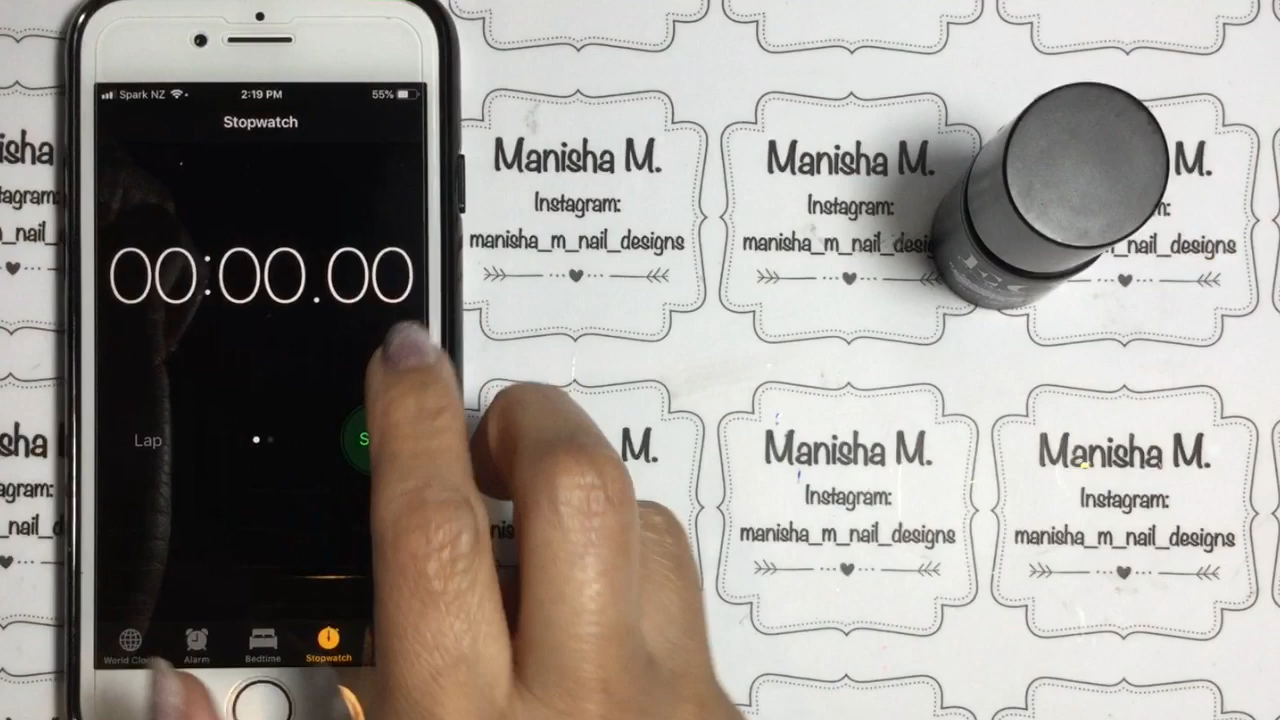 Spark NZ 2:19 PM 55%
Stopwatch
00:00.00
Lap
World Bedtime
Alarm
Stopwatch
Manisha M.
Instagram:
manisha_m_nail_designs
Manisha M.
Instagram:
manisha_m_nail_designs
M.
nail_designs
M.
Manisha M.
Instagram:
manisha_m_nail_designs
Manisha M.
Instagram:
manisha_m_nail_designs